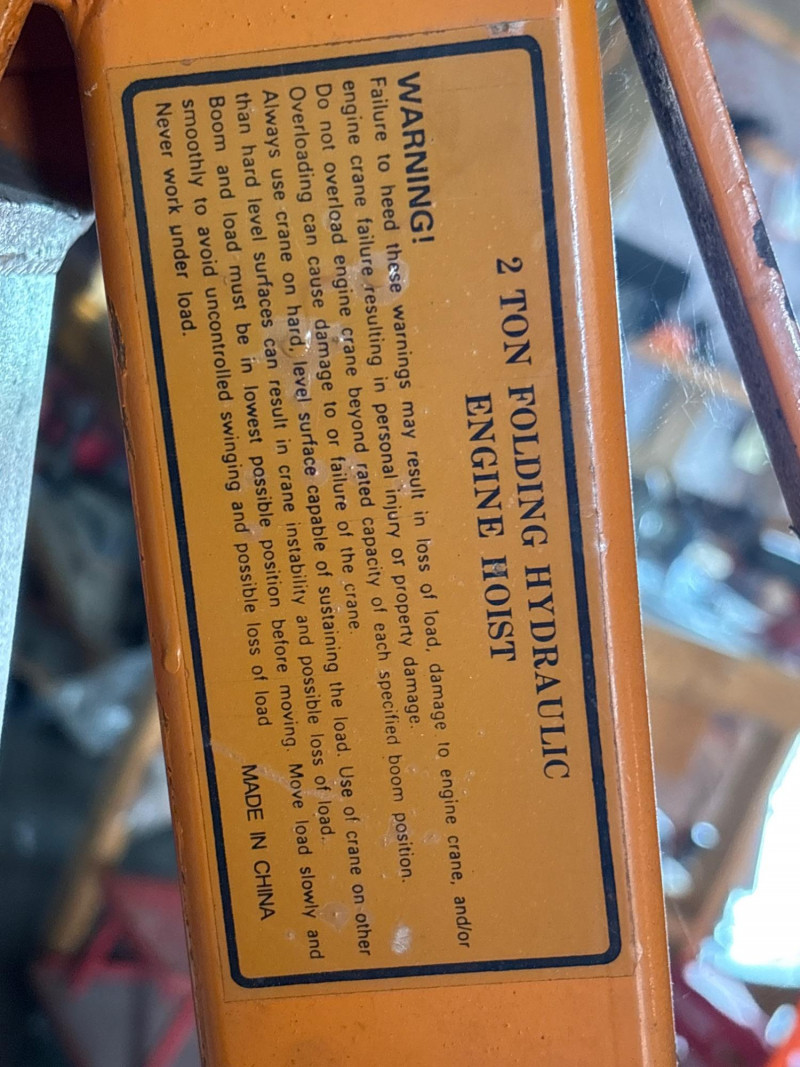 2 TON FOLDING HYDRAULIC
ENGINE HOIST
WARNING!
Failure to heed these warnings may result in loss of load, damage to engine crane, and/or
engine crane failure resulting in personal injury or property damage.
Do not overload engine crane beyond rated capacity of each specified boom position.
Overloading can cause damage to or failure of the crane.
Always use crane on hard, level surface capable of sustaining the load. Use of crane on other
than hard level surfaces can result in crane instability and possible loss of load.
Boom and load must be in lowest possible position before moving. Move load slowly and
smoothly to avoid uncontrolled swinging and possible loss of load
Never work under load.
MADE IN CHINA